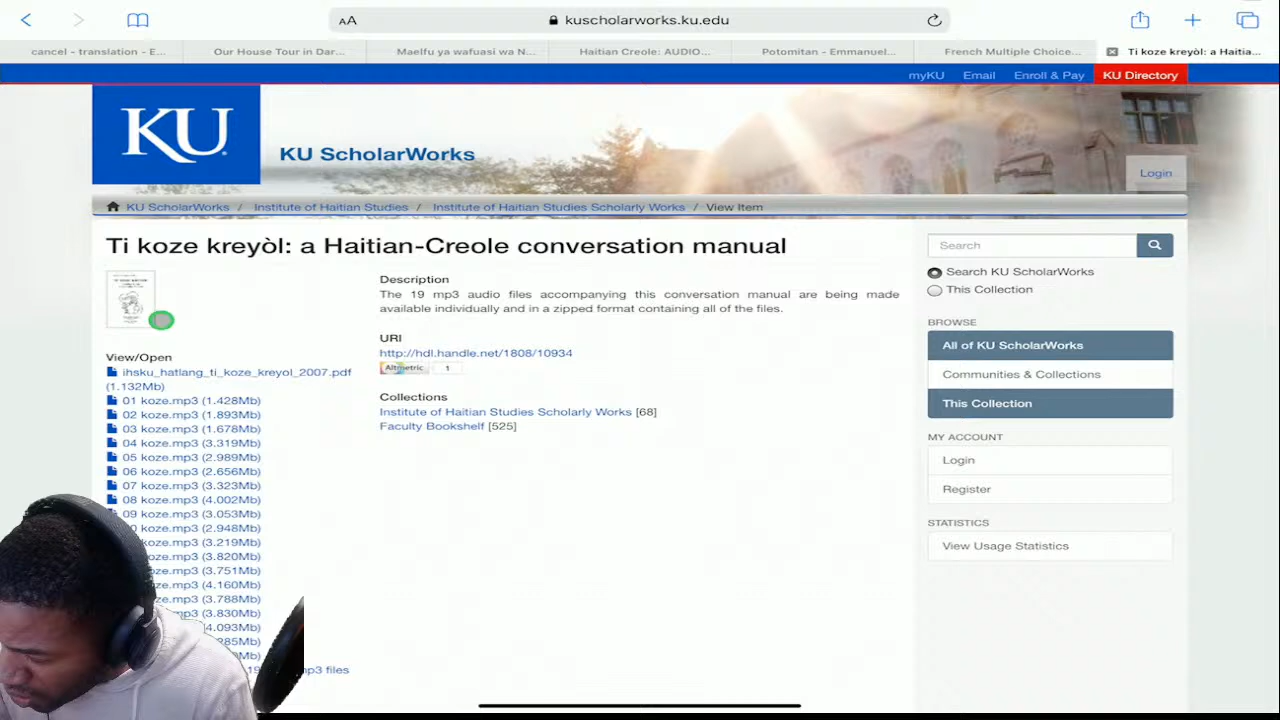 AA
kuscholarworks.ku.edu
cancel - translation - E...
Our House Tour in Dar...
Maelfu ya wafuasi wa N...
Haitian Creole: AUDIO...
Potomitan - Emmanuel...
French Multiple Choice...
Ti koze kreyòl: a Haitia...
myKU
Email
Enroll & Pay
KU Directory
KU
KU ScholarWorks
Login
KU ScholarWorks / Institute of Haitian Studies / Institute of Haitian Studies Scholarly Works / View Item
Ti koze kreyòl: a Haitian-Creole conversation manual
View/Open
ihsku_hatlang_ti_koze_kreyol_2007.pdf
(1.132Mb)
01 koze.mp3 (1.428Mb)
02 koze.mp3 (1.893Mb)
03 koze.mp3 (1.678Mb)
04 koze.mp3 (3.319Mb)
05 koze.mp3 (2.989Mb)
06 koze.mp3 (2.656Mb)
07 koze.mp3 (3.323Mb)
08 koze.mp3 (4.002Mb)
09 koze.mp3 (3.053Mb)
0 koze.mp3 (2.948Mb)
koze.mp3 (3.219Mb)
koze.mp3 (3.820Mb)
koze.mp3 (3.751Mb)
koze.mp3 (4.160Mb)
koze.mp3 (3.788Mb)
mp3 (3.830Mb)
4.093Mb)
285Mb)
Mb)
mp3 files
Description
The 19 mp3 audio files accompanying this conversation manual are being made
available individually and in a zipped format containing all of the files.
URI
http://hdl.handle.net/1808/10934
Altmetric 1
Collections
Institute of Haitian Studies Scholarly Works [68]
Faculty Bookshelf [525]
Search
Search KU ScholarWorks
This Collection
BROWSE
All of KU ScholarWorks
Communities & Collections
This Collection
MY ACCOUNT
Login
Register
STATISTICS
View Usage Statistics